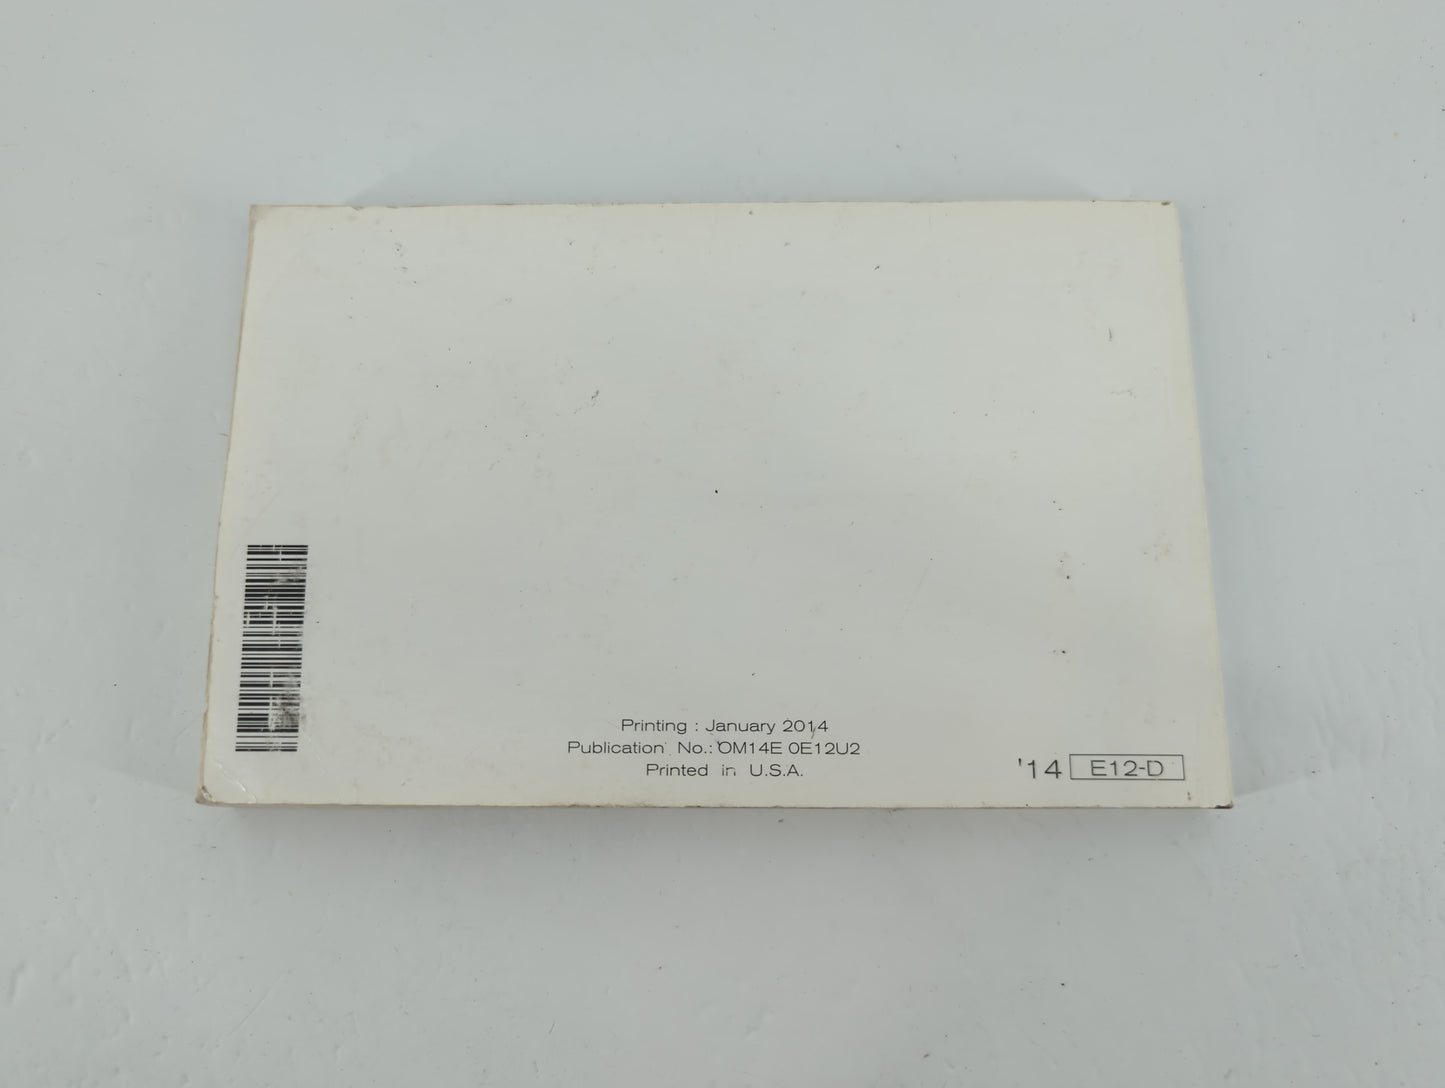 Printing : January 2014
Publication No.: OM14E 0E12U2
Printed in U.S.A.
'14 E12-D